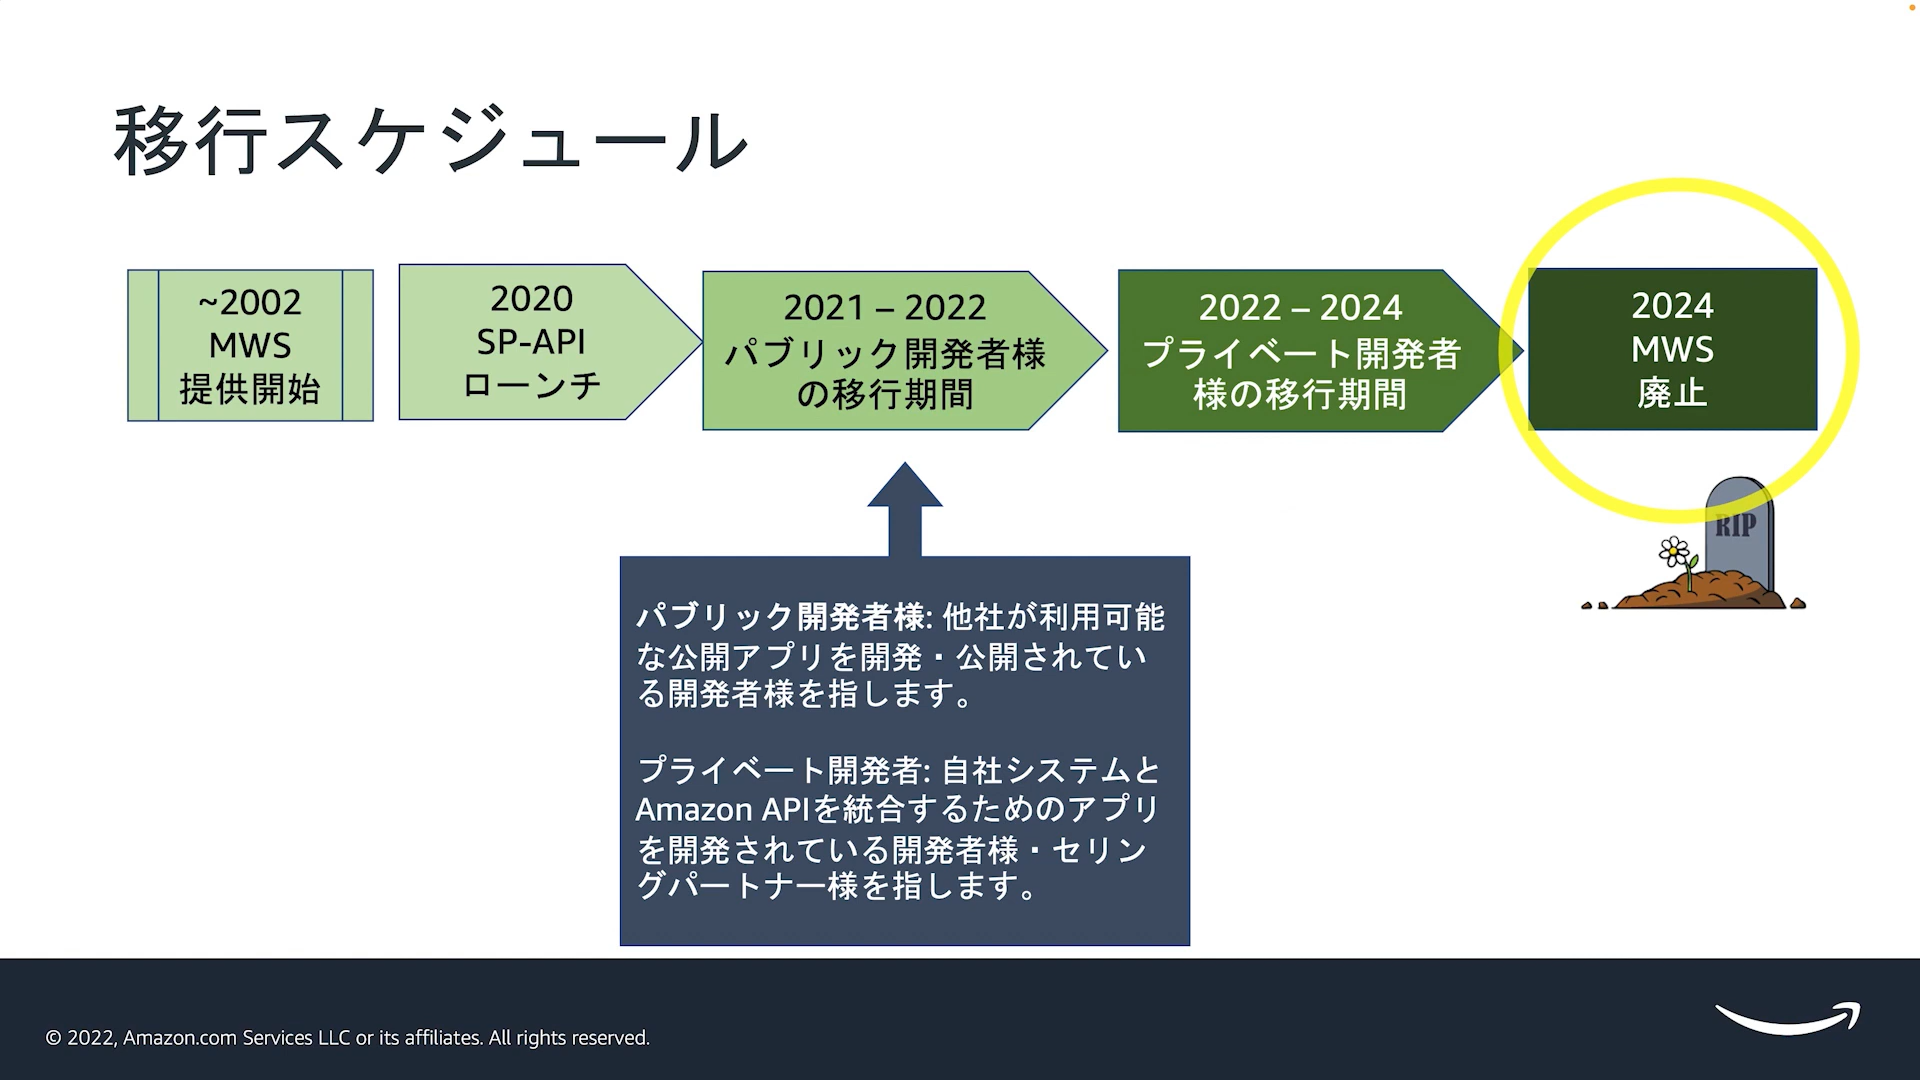 移行スケジュール
~2002
MWS
提供開始
2020
SP-API
ローンチ
2021 – 2022
パブリック開発者様
の移行期間
2022 – 2024
プライベート開発者
様の移行期間
2024
MWS
廃止
RIP
パブリック開発者様: 他社が利用可能
な公開アプリを開発・公開されてい
る開発者様を指します。
プライベート開発者: 自社システムと
Amazon APIを統合するためのアプリ
を開発されている開発者様・セリン
グパートナー様を指します。
© 2022, Amazon.com Services LLC or its affiliates. All rights reserved.